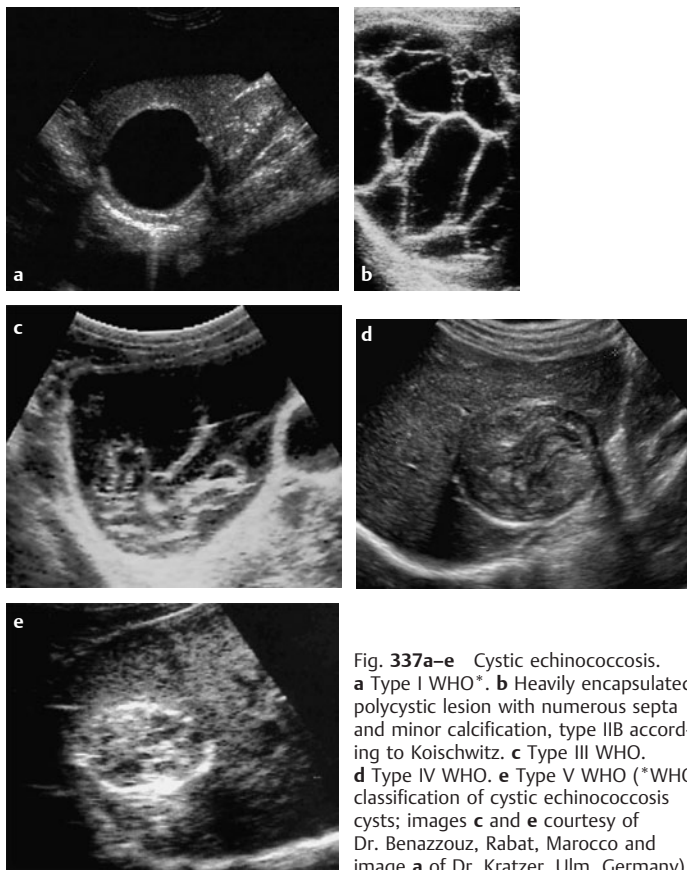 a
b
c
d
e
Fig. 337a–e Cystic echinococcosis.
a Type I WHO*. b Heavily encapsulated
polycystic lesion with numerous septa
and minor calcification, type IIB accord-
ing to Koischwitz. c Type III WHO.
d Type IV WHO. e Type V WHO (*WHO
classification of cystic echinococcosis
cysts; images c and e courtesy of
Dr. Benazzouz, Rabat, Marocco and
image a of Dr. Kratzer, Ulm, Germany)